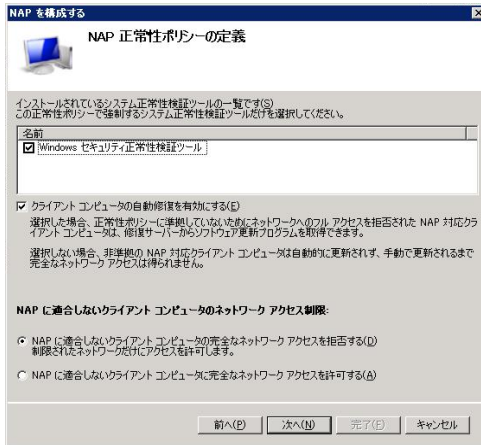 NAP を構成する
NAP 正常性ポリシーの定義
インストールされているシステム正常性検証ツールの一覧です(S)
この正常性ポリシーで強制するシステム正常性検証ツールだけを選択してください。
名前
Windows セキュリティ正常性検証ツール
クライアント コンピュータの自動修復を有効にする(E)
選択した場合、正常性ポリシーに準拠していないためにネットワークへのフル アクセスを拒否された NAP 対応クラ
イアント コンピュータは、修復サーバーからソフトウェア更新プログラムを取得できます。
選択しない場合、非準拠の NAP 対応クライアント コンピュータは自動的に更新されず、手動で更新されるまで
完全なネットワーク アクセスは得られません。
NAP に適合しないクライアント コンピュータのネットワーク アクセス制限:
NAP に適合しないクライアント コンピュータの完全なネットワーク アクセスを拒否する(D)
制限されたネットワークだけにアクセスを許可します。
NAP に適合しないクライアント コンピュータに完全なネットワーク アクセスを許可する(A)
前へ(P) 次へ(N) 完了(F) キャンセル